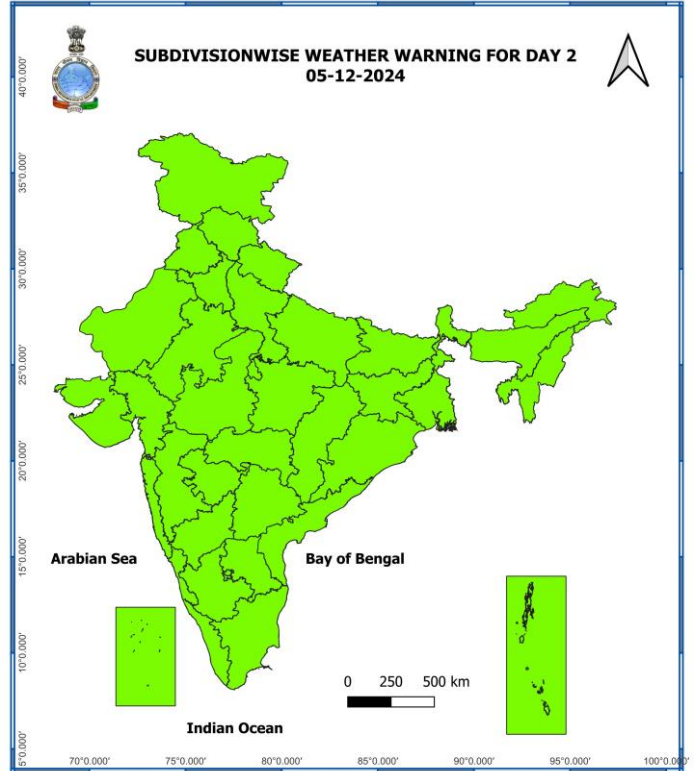 SUBDIVISIONWISE WEATHER WARNING FOR DAY 2
05-12-2024
40°0.000'
35°0.000'
30°0.000'
25°0.000'
20°0.000'
15°0.000'
10°0.000'
5°0.000'
Arabian Sea
Bay of Bengal
0 250 500 km
Indian Ocean
70°0.000' 75°0.000' 80°0.000' 85°0.000' 90°0.000' 95°0.000' 100°0.000'